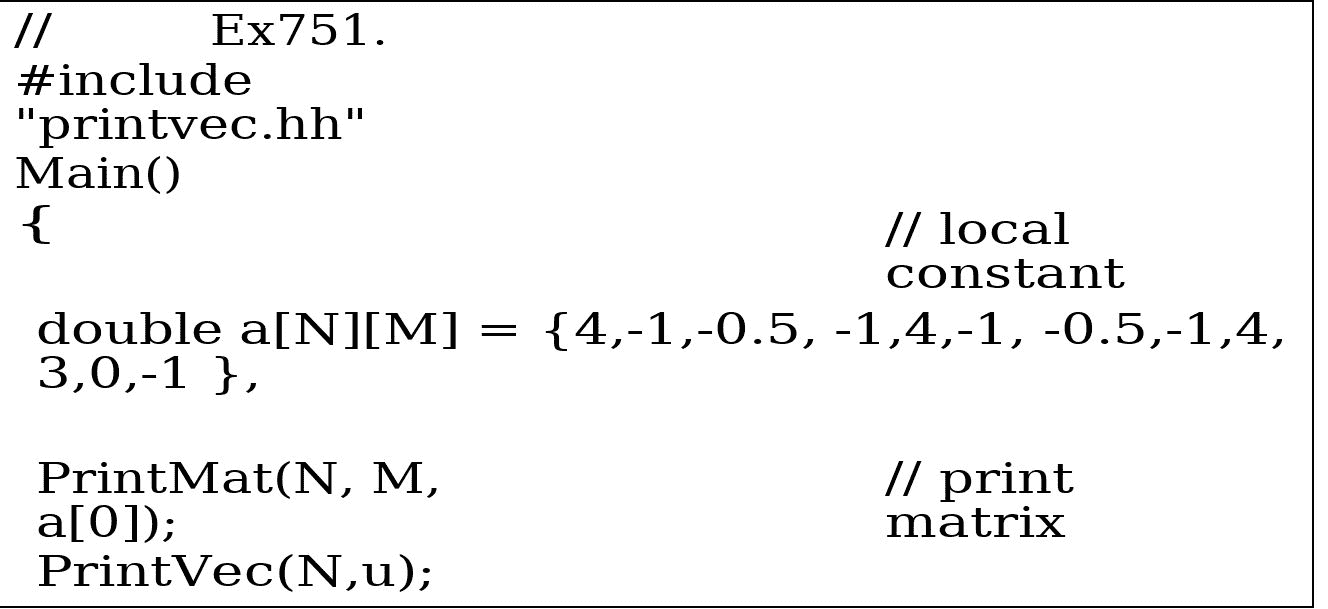 // Ex751.
#include
"printvec.hh"
Main()
{
// local
constant
double a[N][M] = {4,-1,-0.5, -1,4,-1, -0.5,-1,4,
3,0,-1 },
PrintMat(N, M,
a[0]);
// print
matrix
PrintVec(N,u);